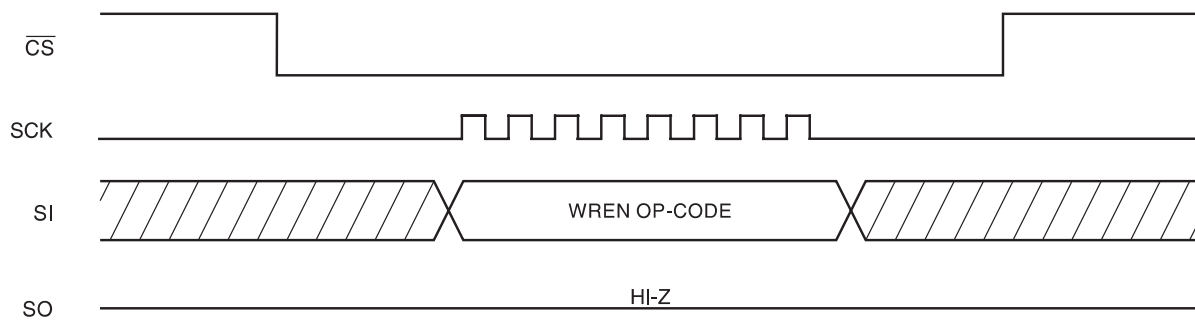 CS
SCK
SI
WREN OP-CODE
SO
HI-Z